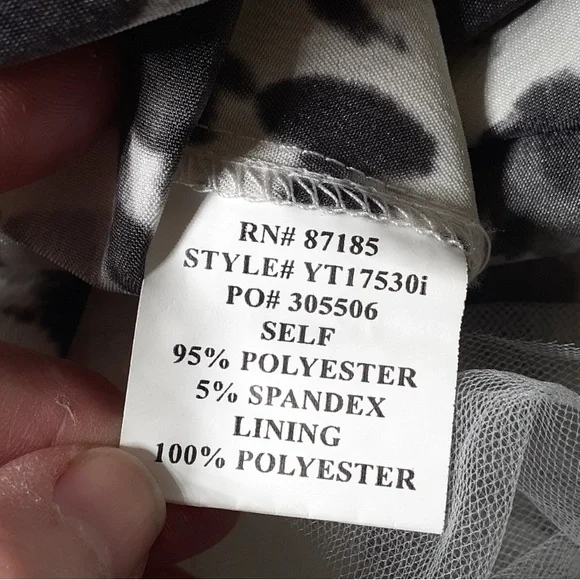 RN# 87185
STYLE# YT17530i
PO# 305506
SELF
95% POLYESTER
5% SPANDEX
LINING
100% POLYESTER